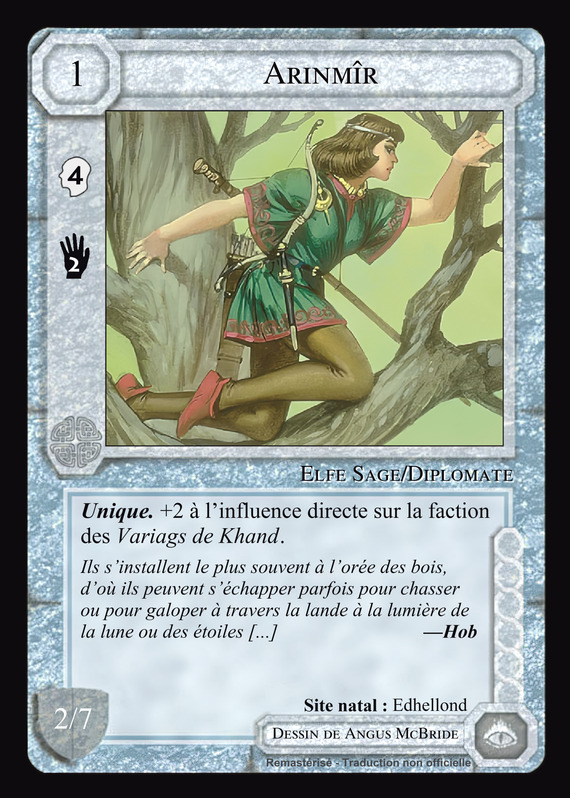 1
ARINMÎR
4
2
ELFE SAGE/DIPLOMATE
Unique. +2 à l'influence directe sur la faction
des Variags de Khand.
Ils s'installent le plus souvent à l'orée des bois,
d'où ils peuvent s'échapper parfois pour chasser
ou pour galoper à travers la lande à la lumière de
la lune ou des étoiles [...] —Hob
Site natal : Edhellond
2/7
DESSIN DE ANGUS MCBRIDE
Remastérisé - Traduction non officielle